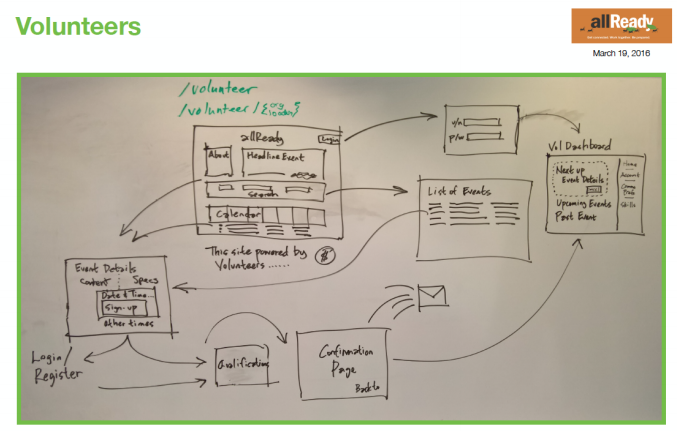 Volunteers
allReady
March 19, 2016
/volunteer
/volunteer/{org
allReady
Login
About
Headline Event
Search
Calendar
This site powered by
Volunteers ......
$
u/n
p/w
List of Events
Vol Dashboard
Next up
Event Details
Upcoming Events
Past Event
Home
Account
Skills
Event Details
Content : Specs
Date & Time...
Sign-up
Other times
Login/
Register
Qualifications
Confirmation
Page
Back to